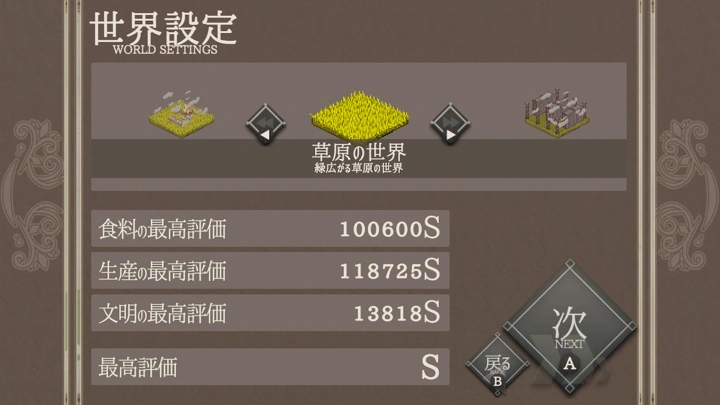 世界設定
WORLD SETTINGS
草原の世界
緑広がる草原の世界
食料の最高評価 100600S
生産の最高評価 118725S
文明の最高評価 13818S
最高評価 S
次
NEXT
A
戻る
B